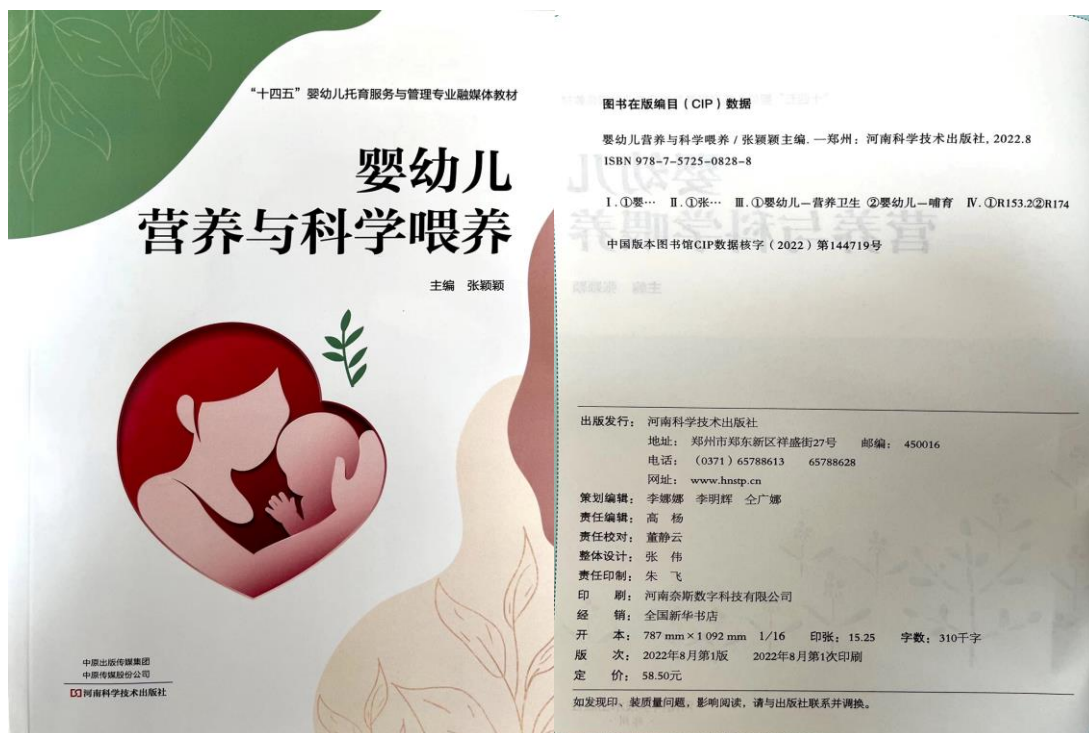 “十四五”婴幼儿托育服务与管理专业融媒体教材
婴幼儿
营养与科学喂养
主编 张颖颖
中原出版传媒集团
中原传媒股份公司
河南科学技术出版社
图书在版编目（CIP）数据
婴幼儿营养与科学喂养 / 张颖颖主编. —郑州：河南科学技术出版社，2022.8
ISBN 978-7-5725-0828-8
Ⅰ.①婴… Ⅱ.①张… Ⅲ.①婴幼儿—营养卫生 ②婴幼儿—哺育 Ⅳ.①R153.2②R174
中国版本图书馆CIP数据核字（2022）第144719号
出版发行：河南科学技术出版社
地址：郑州市郑东新区祥盛街27号 邮编：450016
电话：（0371）65788613 65788628
网址：www.hnstp.cn
策划编辑：李娜娜 李明辉 仝广娜
责任编辑：高 杨
责任校对：董静云
整体设计：张 伟
责任印制：朱 飞
印 刷：河南奈斯数字科技有限公司
经 销：全国新华书店
开 本：787 mm×1 092 mm 1/16 印张：15.25 字数：310千字
版 次：2022年8月第1版 2022年8月第1次印刷
定 价：58.50元
如发现印、装质量问题，影响阅读，请与出版社联系并调换。